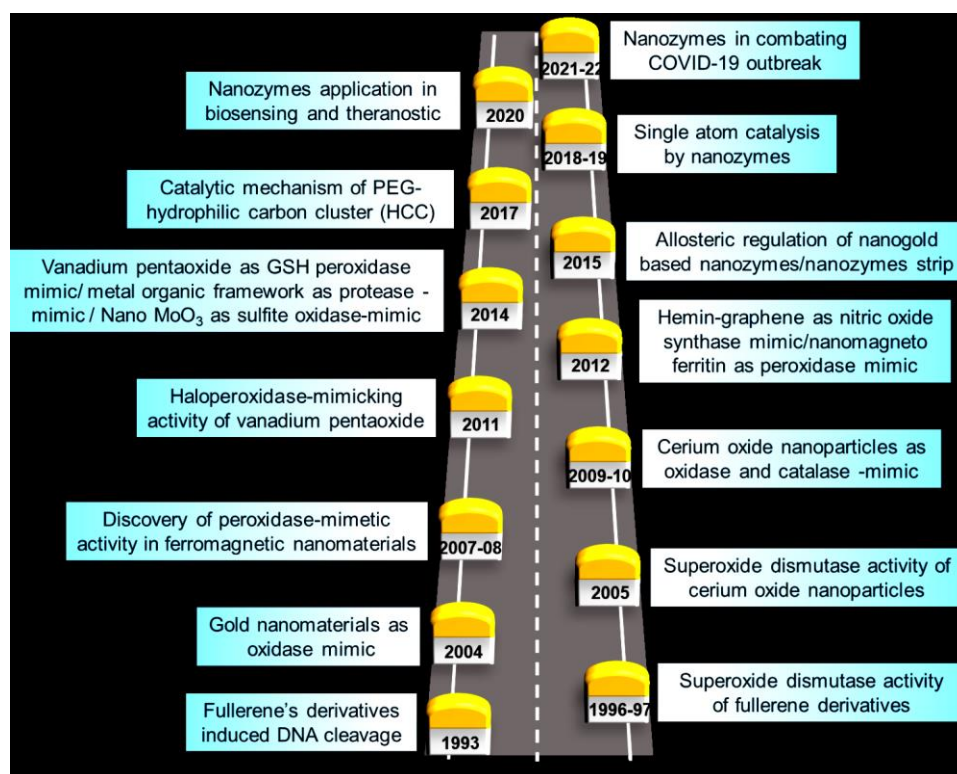 Nanozymes in combating
COVID-19 outbreak
2021-22
Nanozymes application in
biosensing and theranostic
2020
Single atom catalysis
by nanozymes
2018-19
Catalytic mechanism of PEG-
hydrophilic carbon cluster (HCC)
2017
Allosteric regulation of nanogold
based nanozymes/nanozymes strip
2015
Vanadium pentaoxide as GSH peroxidase
mimic/ metal organic framework as protease -
mimic / Nano MoO₃ as sulfite oxidase-mimic
2014
Hemin-graphene as nitric oxide
synthase mimic/nanomagneto
ferritin as peroxidase mimic
2012
Haloperoxidase-mimicking
activity of vanadium pentaoxide
2011
Cerium oxide nanoparticles as
oxidase and catalase -mimic
2009-10
Discovery of peroxidase-mimetic
activity in ferromagnetic nanomaterials
2007-08
Superoxide dismutase activity of
cerium oxide nanoparticles
2005
Gold nanomaterials as
oxidase mimic
2004
Superoxide dismutase activity
of fullerene derivatives
1996-97
Fullerene's derivatives
induced DNA cleavage
1993